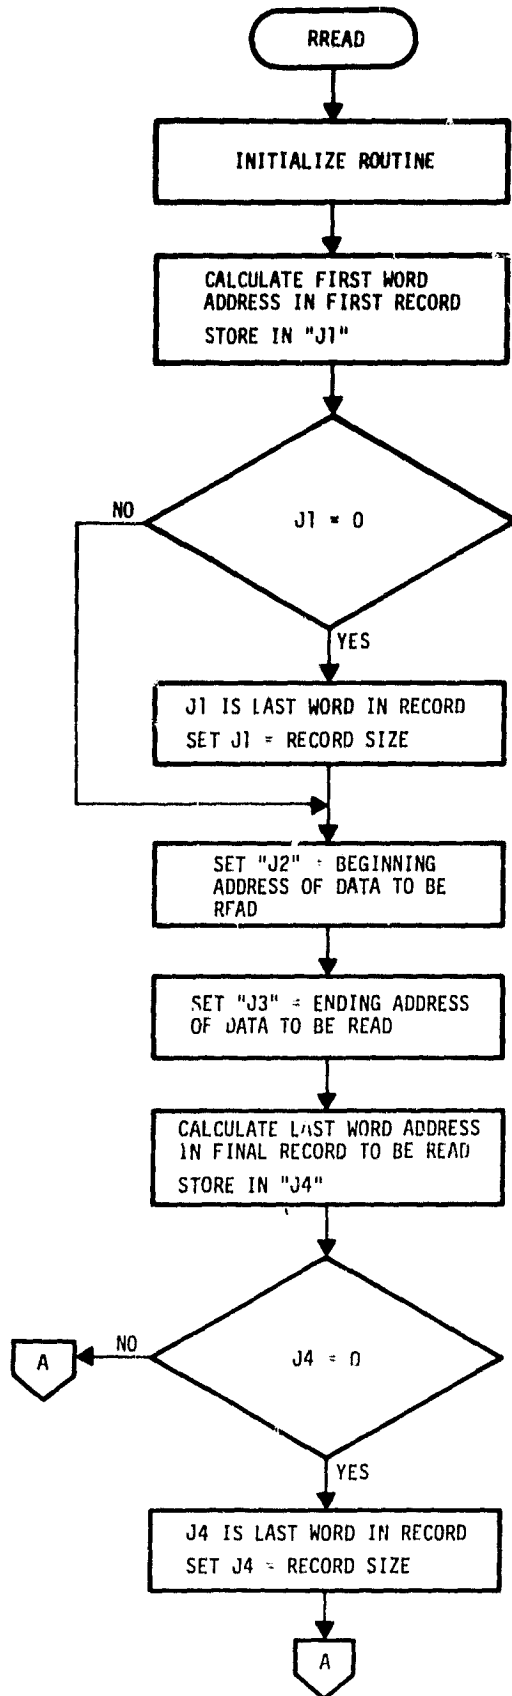 RREAD
INITIALIZE ROUTINE
CALCULATE FIRST WORD
ADDRESS IN FIRST RECORD
STORE IN "J1"
J1 = 0
NO
YES
J1 IS LAST WORD IN RECORD
SET J1 = RECORD SIZE
SET "J2" = BEGINNING
ADDRESS OF DATA TO BE
READ
SET "J3" = ENDING ADDRESS
OF DATA TO BE READ
CALCULATE LAST WORD ADDRESS
IN FINAL RECORD TO BE READ
STORE IN "J4"
A
NO
J4 = 0
YES
J4 IS LAST WORD IN RECORD
SET J4 = RECORD SIZE
A